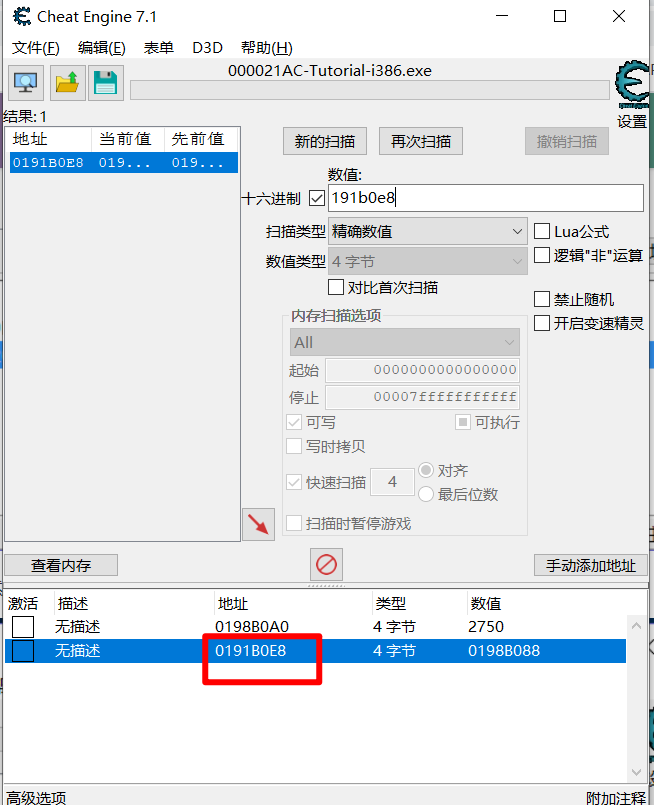 Cheat Engine 7.1
文件(F) 编辑(E) 表单 D3D 帮助(H)
000021AC-Tutorial-i386.exe
设置
结果: 1
地址 当前值 先前值
0191B0E8 019... 019...
新的扫描 再次扫描 撤销扫描
数值:
十六进制 191b0e8
扫描类型 精确数值
数值类型 4 字节
对比首次扫描
Lua公式
逻辑"非"运算
禁止随机
开启变速精灵
内存扫描选项
All
起始 0000000000000000
停止 00007fffffffffff
可写 可执行
写时拷贝
快速扫描 4 对齐
最后位数
扫描时暂停游戏
查看内存 手动添加地址
激活 描述 地址 类型 数值
无描述 0198B0A0 4 字节 2750
无描述 0191B0E8 4 字节 0198B088
高级选项 附加注释